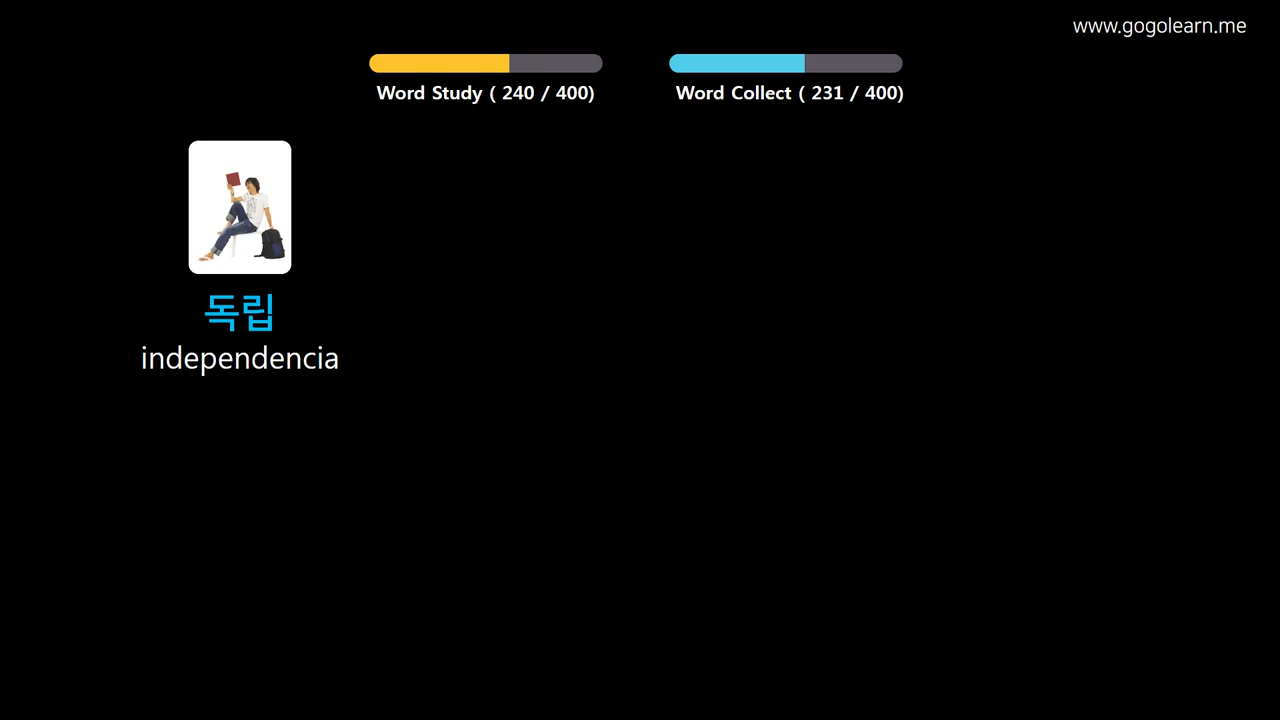 www.gogolearn.me
Word Study ( 240 / 400)
Word Collect ( 231 / 400)
독립
independencia